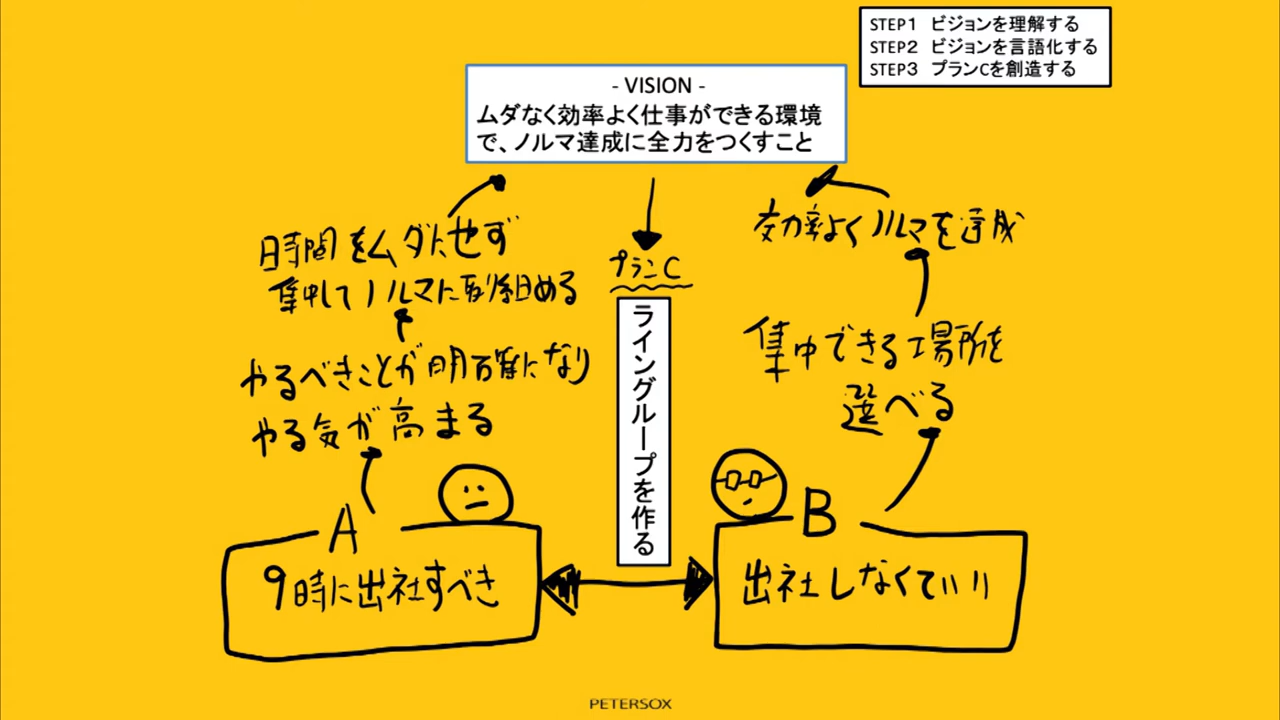 STEP1 ビジョンを理解する
STEP2 ビジョンを言語化する
STEP3 プランCを創造する
- VISION -
ムダなく効率よく仕事ができる環境
で、ノルマ達成に全力をつくすこと
時間をムダにせず
集中してノルマに取り組める
やるべきことが明確になり
やる気が高まる
A
9時に出社すべき
プランC
ライングループを作る
効率よくノルマを達成
集中できる場所を
選べる
B
出社しなくていい
PETERSOX